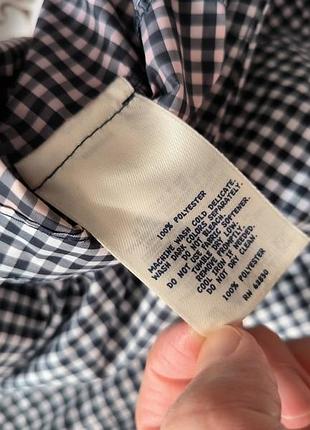 100% POLYESTER
MACHINE WASH COLD DELICATE.
WASH DARK COLORS SEPARATELY.
DO NOT BLEACH.
DO NOT USE FABRIC SOFTENER.
TUMBLE DRY LOW.
REMOVE PROMPTLY.
COOL IRON IF NEEDED.
DO NOT DRY CLEAN.
100% POLYESTER
RN 68830